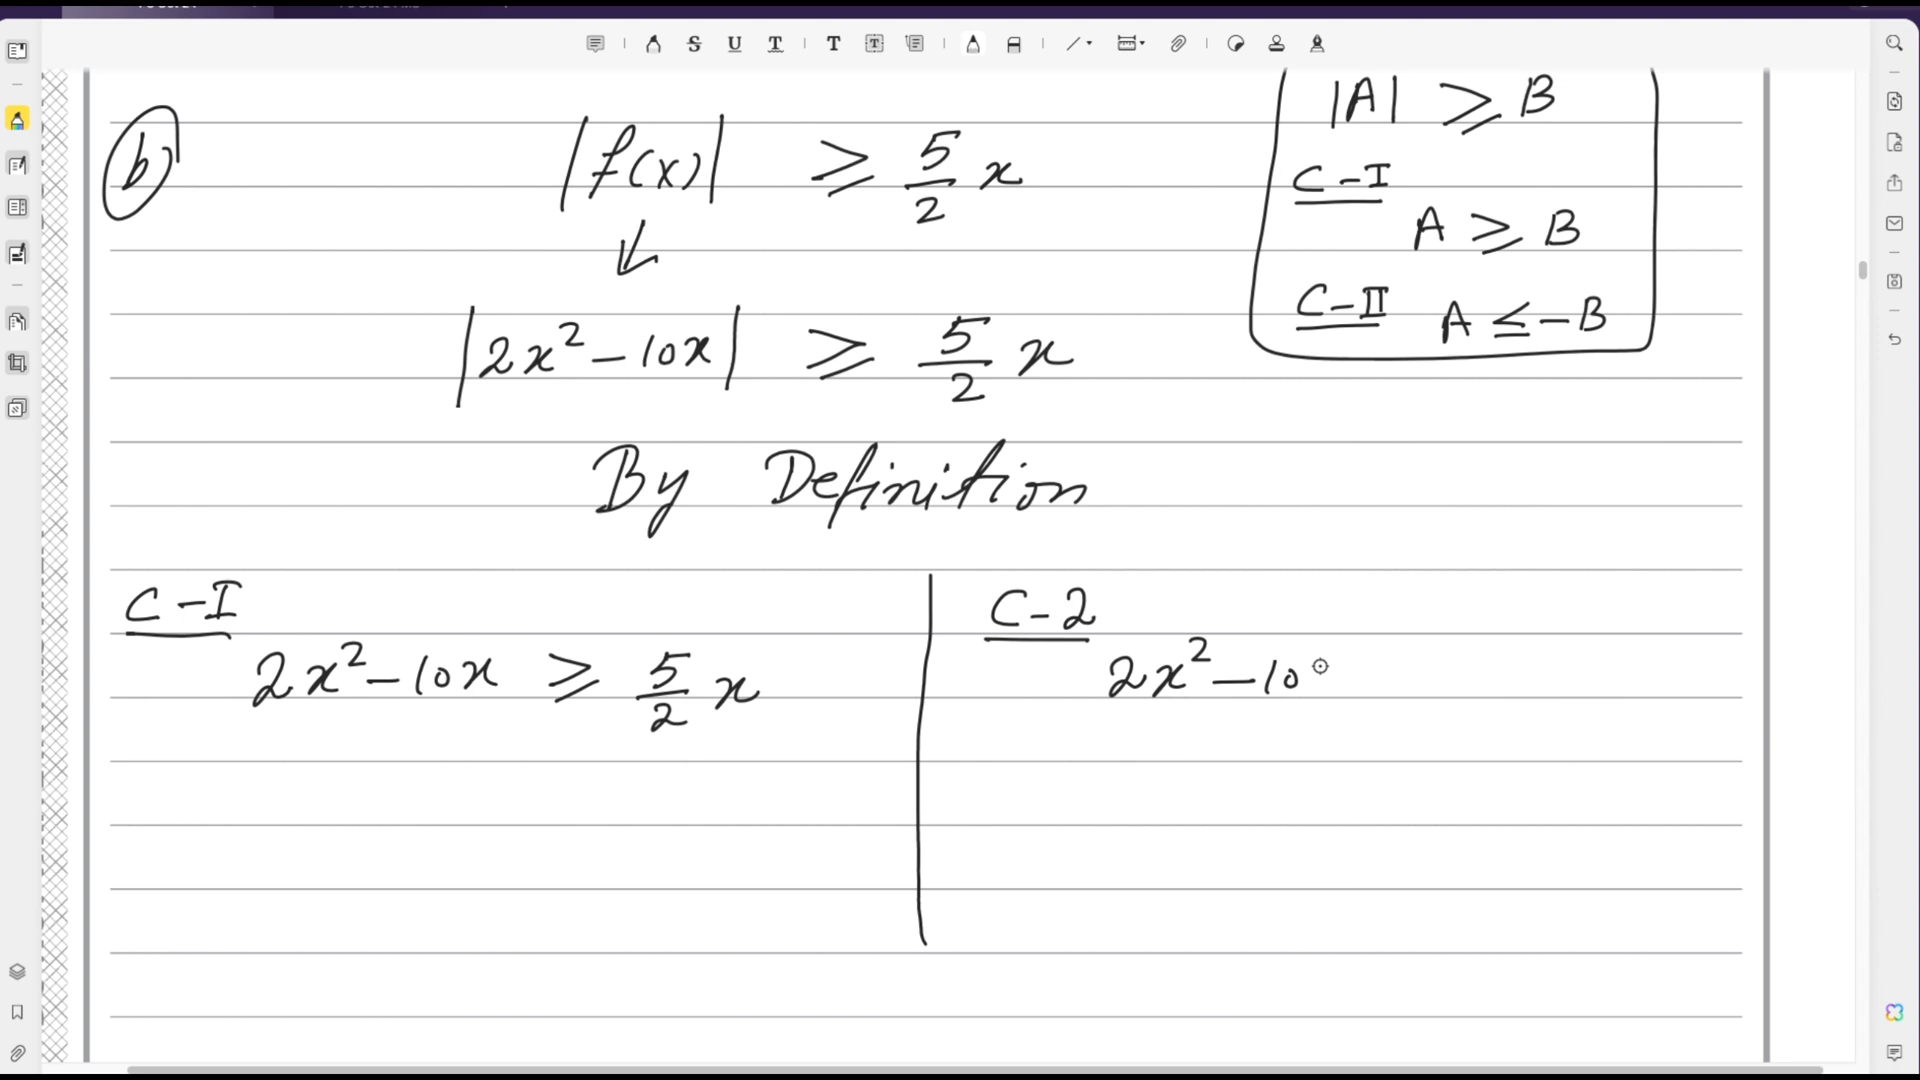 |A| ≥ B
b) |f(x)| ≥ 5/2 x
C-I
A ≥ B
C-II A ≤ -B
|2x² - 10x| ≥ 5/2 x
By Definition
C-I
2x² - 10x ≥ 5/2 x
C-2
2x² - 10